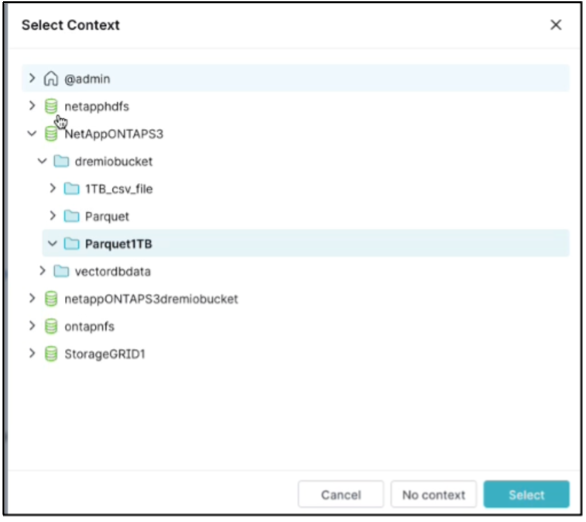 Select Context
@admin
netapphdfs
NetAppONTAPS3
dremiobucket
1TB_csv_file
Parquet
Parquet1TB
vectordbdata
netappONTAPS3dremiobucket
ontapnfs
StorageGRID1
Cancel No context Select